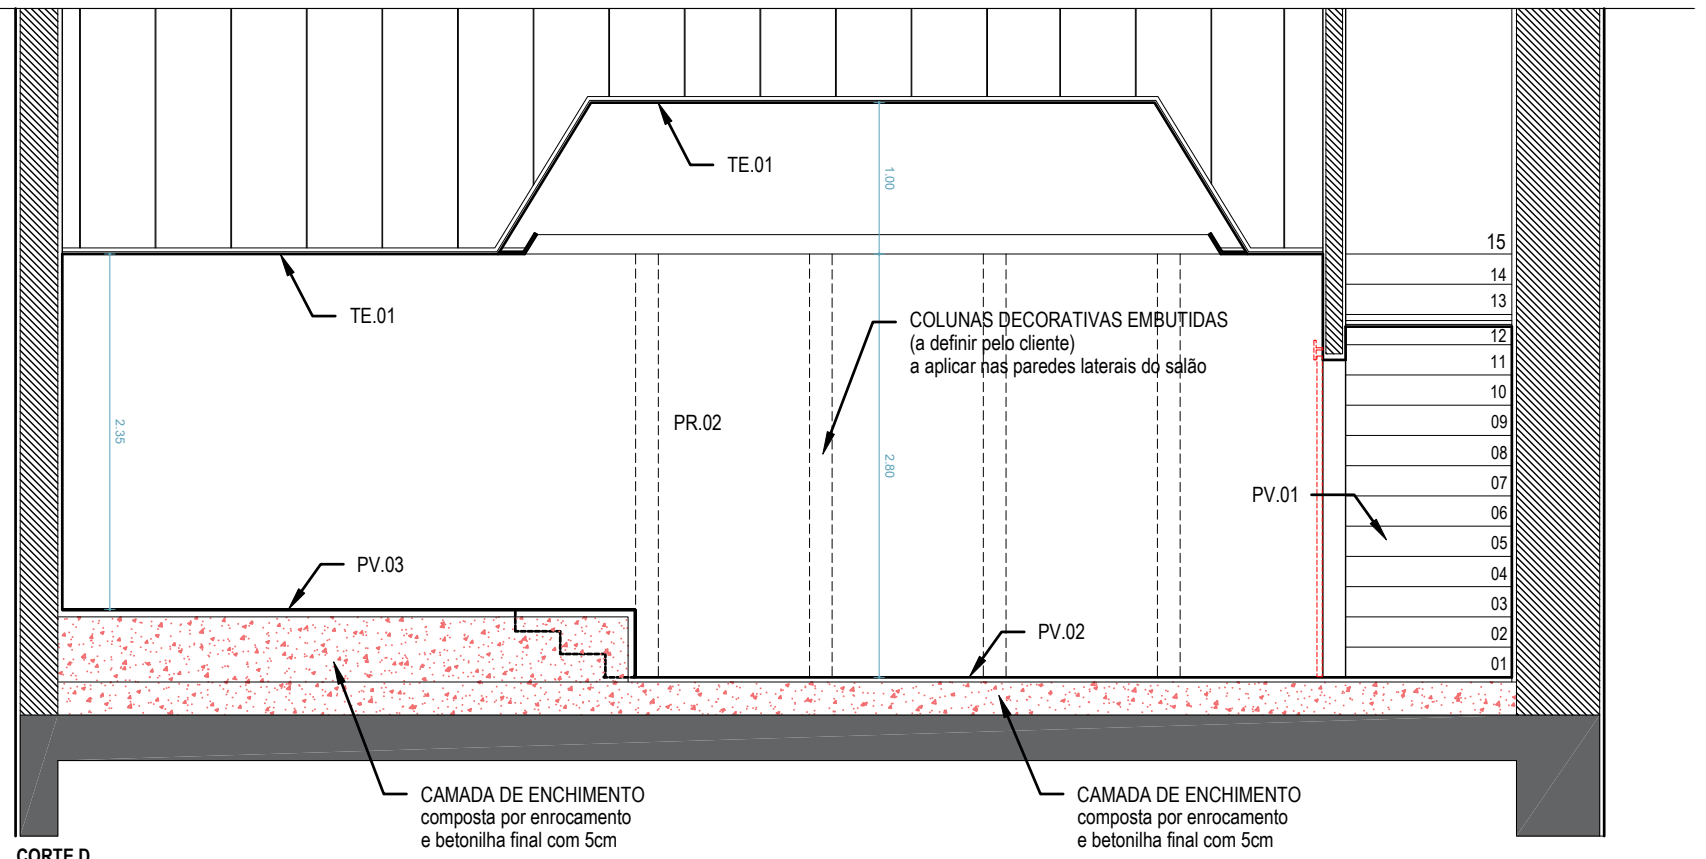 TE.01
1.00
15
14
13
TE.01
COLUNAS DECORATIVAS EMBUTIDAS
(a definir pelo cliente)
a aplicar nas paredes laterais do salão
12
11
10
09
08
07
06
05
04
03
02
01
2.35
PR.02
2.80
PV.01
PV.03
PV.02
CAMADA DE ENCHIMENTO
composta por enrocamento
e betonilha final com 5cm
CAMADA DE ENCHIMENTO
composta por enrocamento
e betonilha final com 5cm
CORTE D